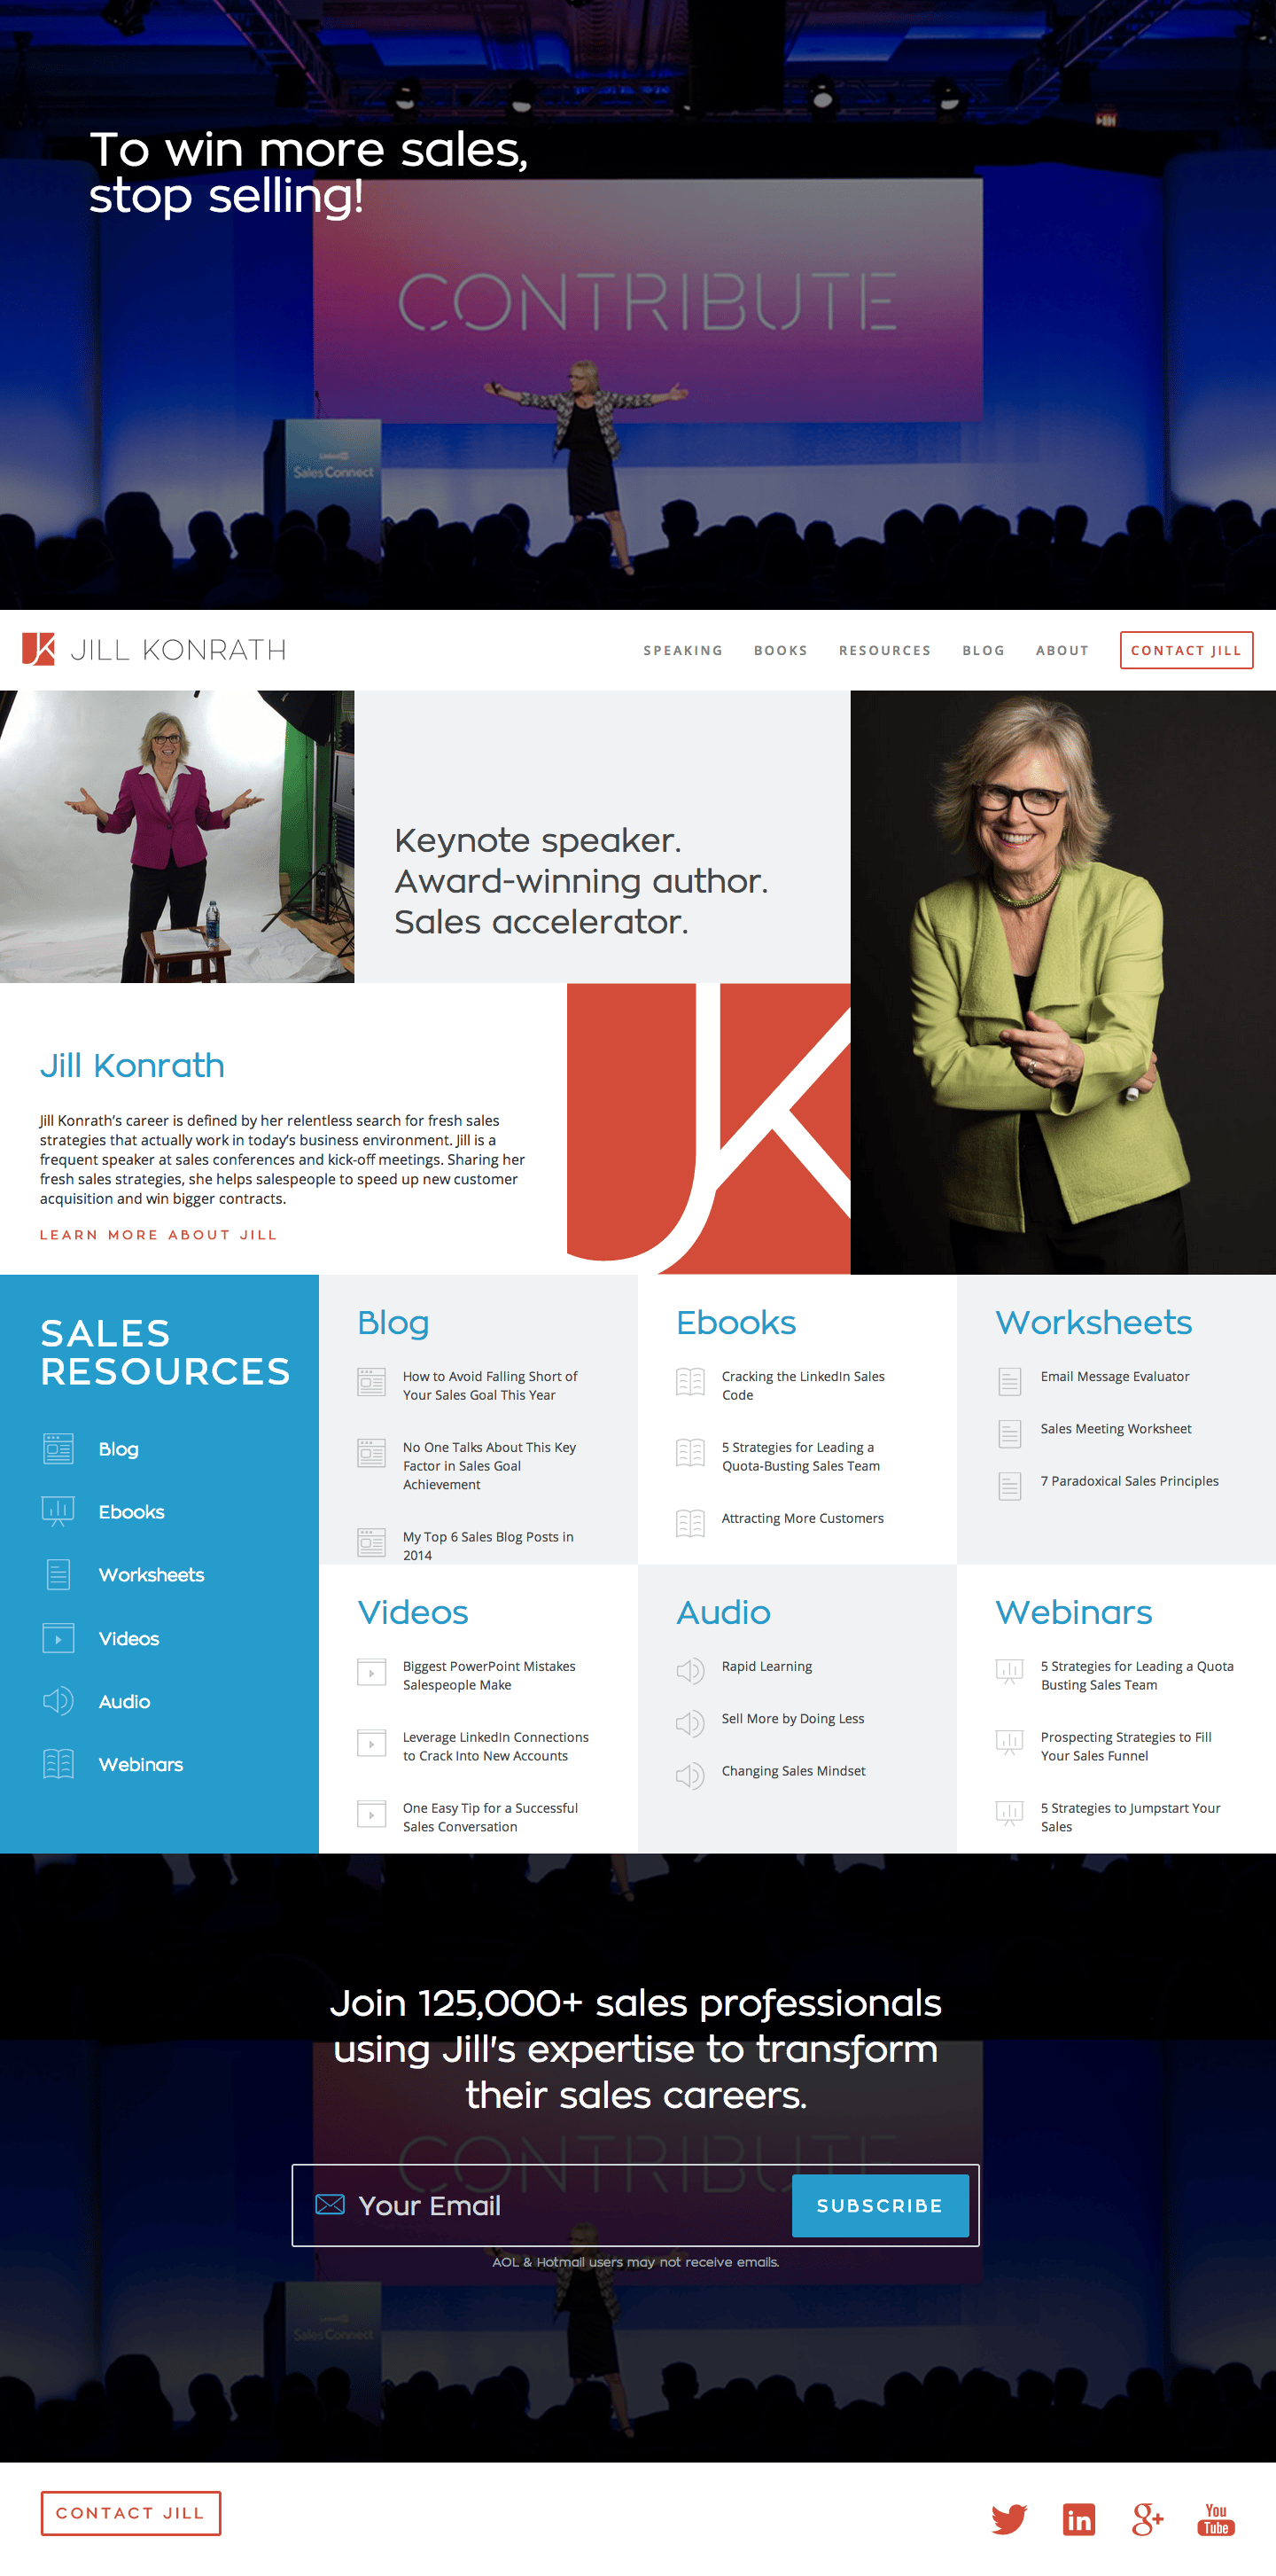 To win more sales,
stop selling!
CONTRIBUTE
LinkedIn
Sales Connect
JK JILL KONRATH
SPEAKING BOOKS RESOURCES BLOG ABOUT CONTACT JILL
Keynote speaker.
Award-winning author.
Sales accelerator.
Jill Konrath
Jill Konrath's career is defined by her relentless search for fresh sales
strategies that actually work in today's business environment. Jill is a
frequent speaker at sales conferences and kick-off meetings. Sharing her
fresh sales strategies, she helps salespeople to speed up new customer
acquisition and win bigger contracts.
LEARN MORE ABOUT JILL
JK
SALES
RESOURCES
Blog
Ebooks
Worksheets
Videos
Audio
Webinars
Blog
How to Avoid Falling Short of
Your Sales Goal This Year
No One Talks About This Key
Factor in Sales Goal
Achievement
My Top 6 Sales Blog Posts in
2014
Ebooks
Cracking the LinkedIn Sales
Code
5 Strategies for Leading a
Quota-Busting Sales Team
Attracting More Customers
Worksheets
Email Message Evaluator
Sales Meeting Worksheet
7 Paradoxical Sales Principles
Videos
Biggest PowerPoint Mistakes
Salespeople Make
Leverage LinkedIn Connections
to Crack Into New Accounts
One Easy Tip for a Successful
Sales Conversation
Audio
Rapid Learning
Sell More by Doing Less
Changing Sales Mindset
Webinars
5 Strategies for Leading a Quota
Busting Sales Team
Prospecting Strategies to Fill
Your Sales Funnel
5 Strategies to Jumpstart Your
Sales
Join 125,000+ sales professionals
using Jill's expertise to transform
their sales careers.
CONTRIBUTE
Your Email SUBSCRIBE
AOL & Hotmail users may not receive emails.
Sales Connect
CONTACT JILL
in g+ You
Tube